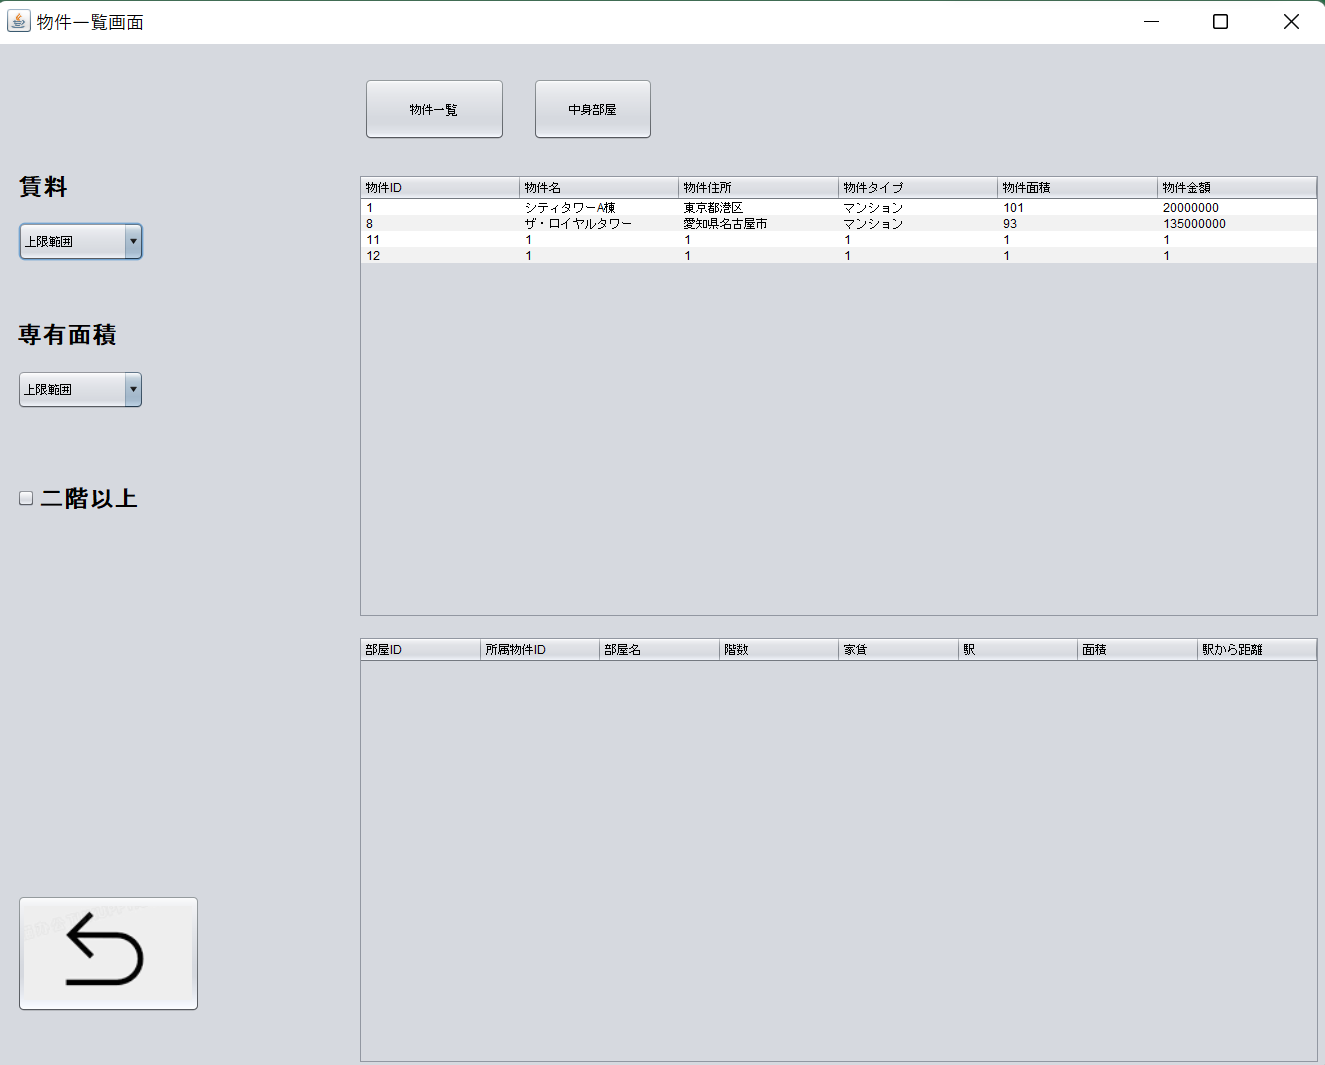 物件一覧画面
物件一覧 中身部屋
賃料
上限範囲
専有面積
上限範囲
二階以上
物件ID 物件名 物件住所 物件タイプ 物件面積 物件金額
1 シティタワーA棟 東京都港区 マンション 101 20000000
8 ザ・ロイヤルタワー 愛知県名古屋市 マンション 93 135000000
11 1 1 1 1 1
12 1 1 1 1 1
部屋ID 所属物件ID 部屋名 階数 家賃 駅 面積 駅から距離